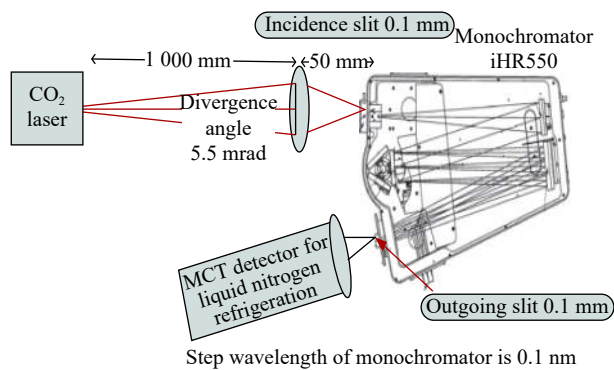 Incidence slit 0.1 mm
Monochromator
iHR550
1 000 mm
50 mm
CO₂
laser
Divergence
angle
5.5 mrad
MCT detector for
liquid nitrogen
refrigeration
Outgoing slit 0.1 mm
Step wavelength of monochromator is 0.1 nm